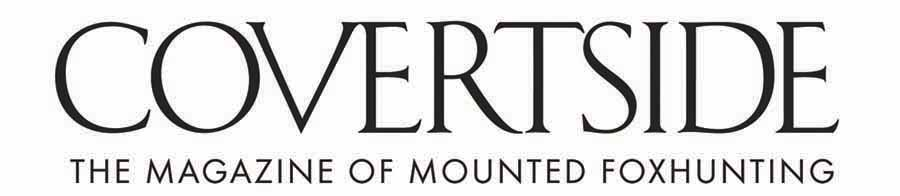 COVERTSIDE
THE MAGAZINE OF MOUNTED FOXHUNTING